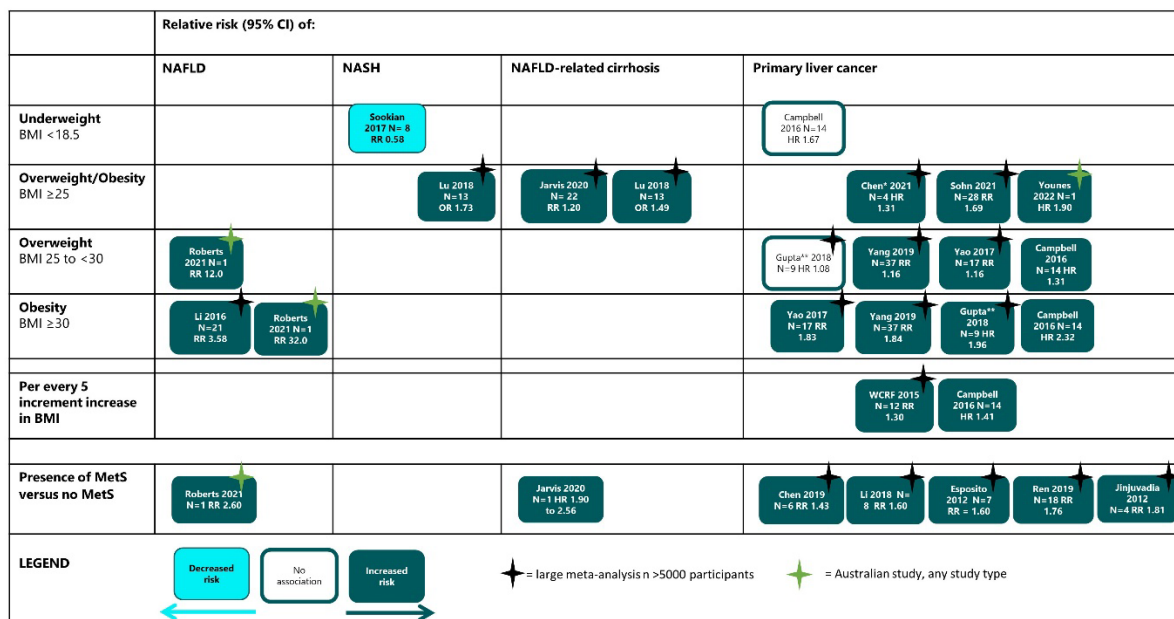 Relative risk (95% CI) of:
NAFLD
NASH
NAFLD-related cirrhosis
Primary liver cancer
Underweight
BMI <18.5
Sookian
2017 N= 8
RR 0.58
Campbell
2016 N=14
HR 1.67
Overweight/Obesity
BMI ≥25
Lu 2018
N=13
OR 1.73
Jarvis 2020
N= 22
RR 1.20
Lu 2018
N=13
OR 1.49
Chen* 2021
N=4 HR
1.31
Sohn 2021
N=28 RR
1.69
Younes
2022 N=1
HR 1.90
Overweight
BMI 25 to <30
Roberts
2021 N=1
RR 12.0
Gupta** 2018
N=9 HR 1.08
Yang 2019
N=37 RR
1.16
Yao 2017
N=17 RR
1.16
Campbell
2016
N=14 HR
1.31
Obesity
BMI ≥30
Li 2016
N=21
RR 3.58
Roberts
2021 N=1
RR 32.0
Yao 2017
N=17 RR
1.83
Yang 2019
N=37 RR
1.84
Gupta**
2018
N=9 HR
1.96
Campbell
2016 N=14
HR 2.32
Per every 5
increment increase
in BMI
WCRF 2015
N=12 RR
1.30
Campbell
2016 N=14
HR 1.41
Presence of MetS
versus no MetS
Roberts 2021
N=1 RR 2.60
Jarvis 2020
N=1 HR 1.90
to 2.56
Chen 2019
N=6 RR 1.43
Li 2018 N=
8 RR 1.60
Esposito
2012 N=7
RR = 1.60
Ren 2019
N=18 RR
1.76
Jinjuvadia
2012
N=4 RR 1.81
LEGEND
Decreased
risk
No
association
Increased
risk
= large meta-analysis n >5000 participants
= Australian study, any study type